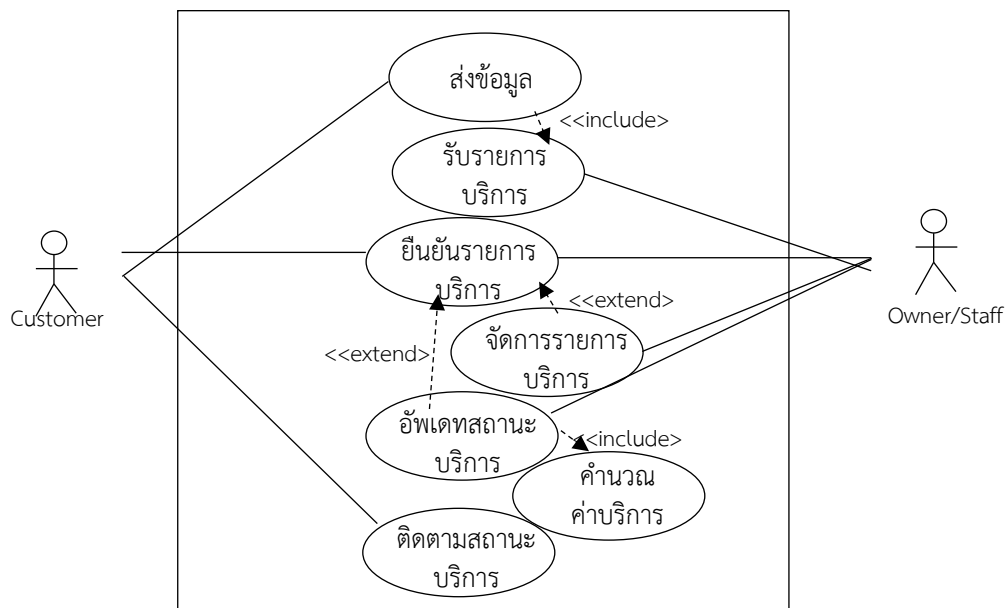 ส่งข้อมูล
<<include>
รับรายการ
บริการ
ยืนยันรายการ
บริการ
<<extend>
Customer
Owner/Staff
จัดการรายการ
บริการ
<<extend>
อัพเดทสถานะ
บริการ
<<include>
คำนวณ
ค่าบริการ
ติดตามสถานะ
บริการ